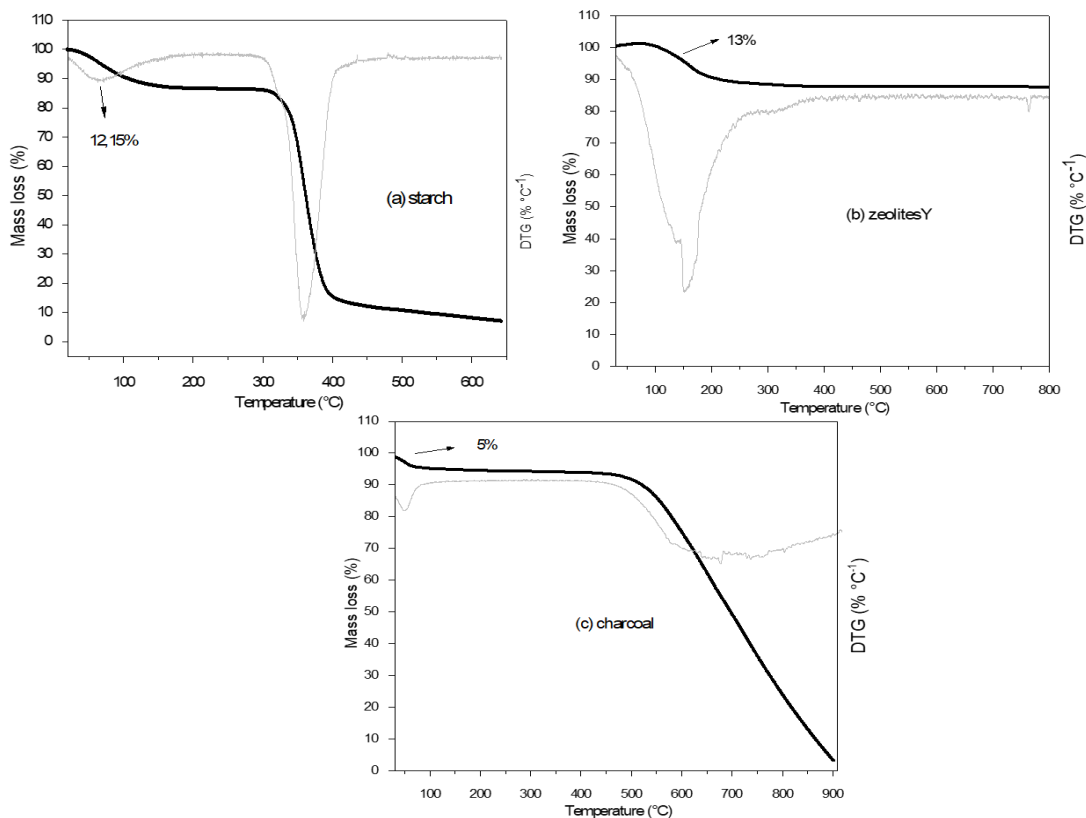 110
100
90
80
70
60
50
40
30
20
10
0
Mass loss (%)
12,15%
(a) starch
DTG (% °C⁻¹)
100 200 300 400 500 600
Temperature (°C)
110
100
90
80
70
60
50
40
30
20
10
0
Mass loss (%)
13%
(b) zeolitesY
DTG (% °C⁻¹)
100 200 300 400 500 600 700 800
Temperature (°C)
110
100
90
80
70
60
50
40
30
20
10
0
Mass loss (%)
5%
(c) charcoal
DTG (% °C⁻¹)
100 200 300 400 500 600 700 800 900
Temperature (°C)